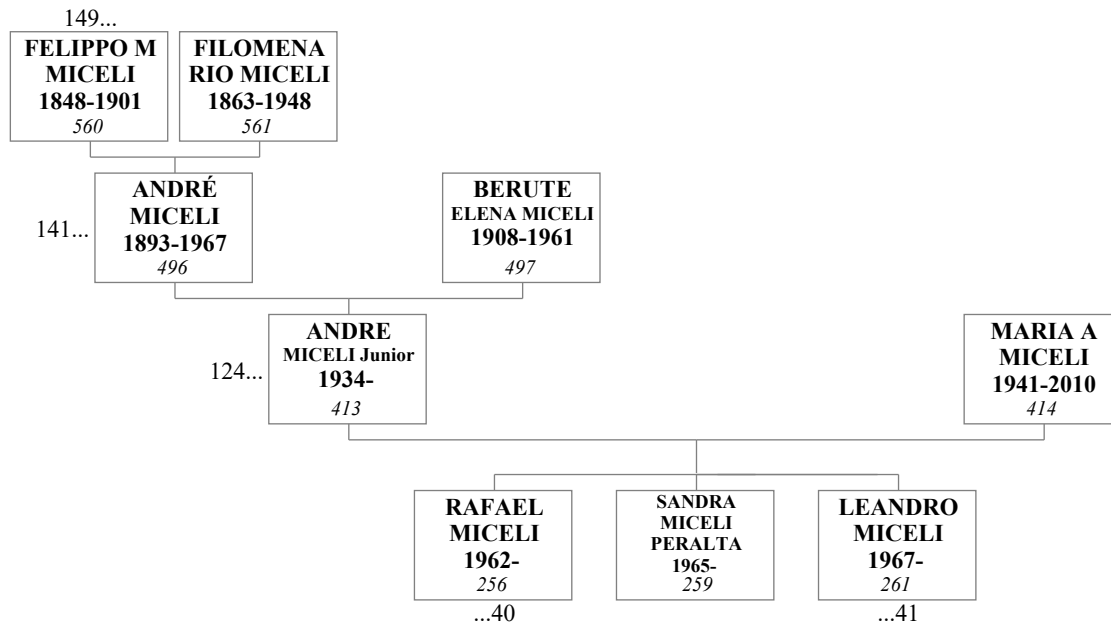 149...
FELIPPO M
MICELI
1848-1901
560
FILOMENA
RIO MICELI
1863-1948
561
141...
ANDRÉ
MICELI
1893-1967
496
BERUTE
ELENA MICELI
1908-1961
497
124...
ANDRE
MICELI Junior
1934-
413
MARIA A
MICELI
1941-2010
414
RAFAEL
MICELI
1962-
256
...40
SANDRA
MICELI
PERALTA
1965-
259
LEANDRO
MICELI
1967-
261
...41